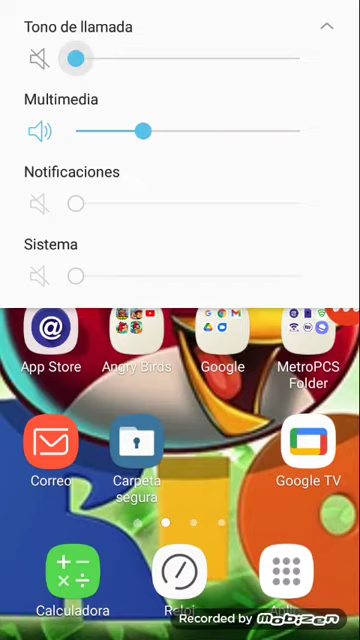 Tono de llamada
Multimedia
Notificaciones
Sistema
App Store
Angry Birds
Google
MetroPCS
Folder
Correo
Carpeta
segura
Google TV
Calculadora
Reloj
Recorded by mobizen